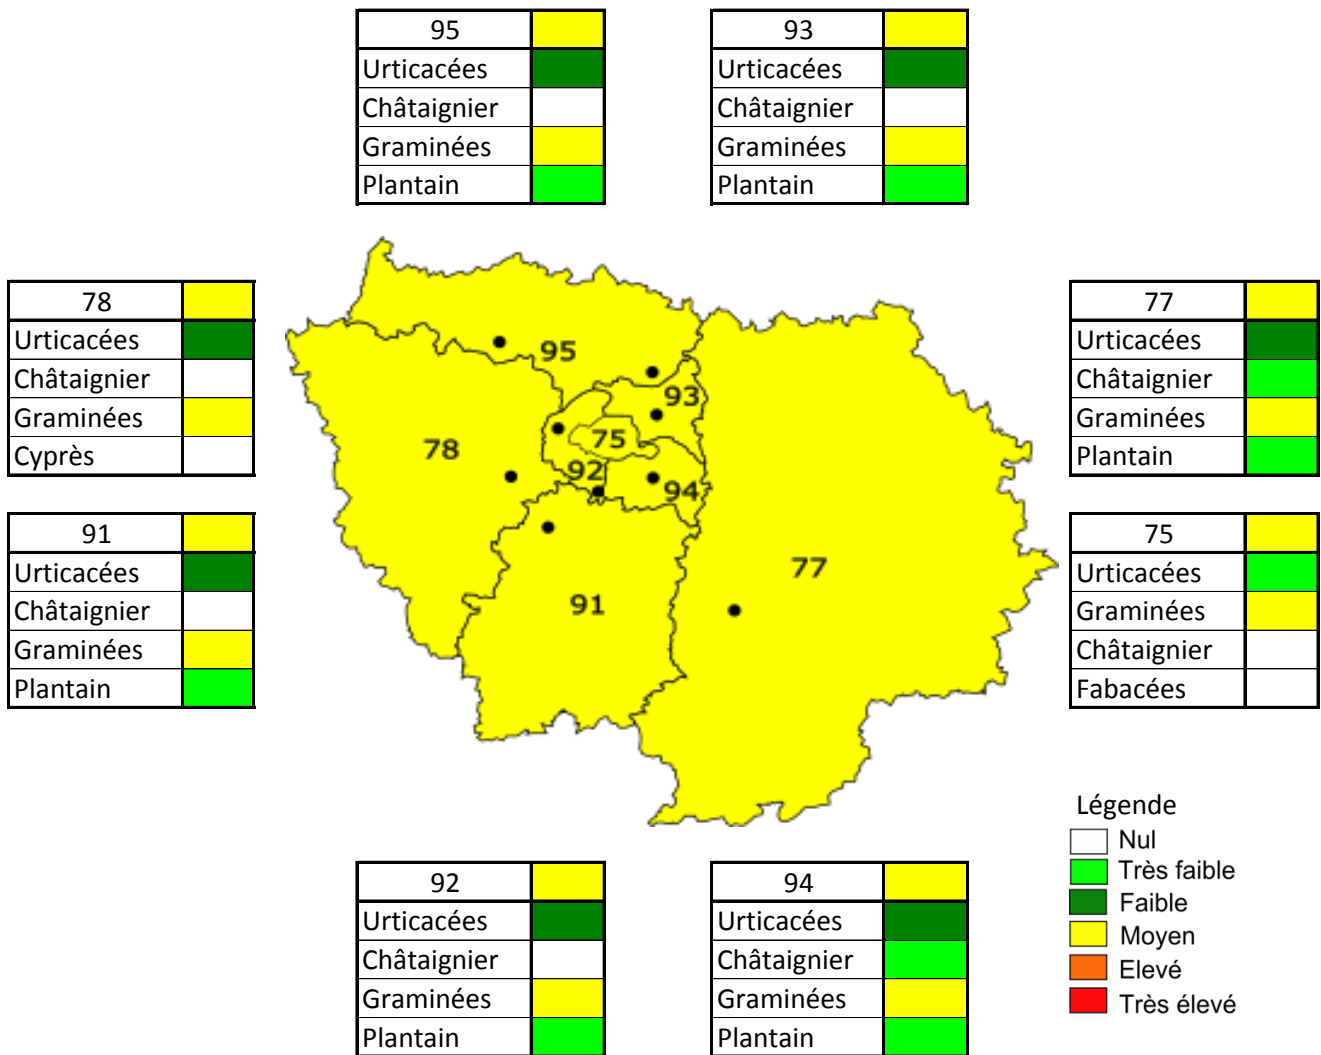 95
Urticacées
Châtaignier
Graminées
Plantain
93
Urticacées
Châtaignier
Graminées
Plantain
78
Urticacées
Châtaignier
Graminées
Cyprès
77
Urticacées
Châtaignier
Graminées
Plantain
95
93
75
78
92
94
77
91
91
Urticacées
Châtaignier
Graminées
Plantain
75
Urticacées
Graminées
Châtaignier
Fabacées
92
Urticacées
Châtaignier
Graminées
Plantain
94
Urticacées
Châtaignier
Graminées
Plantain
Légende
Nul
Très faible
Faible
Moyen
Elevé
Très élevé